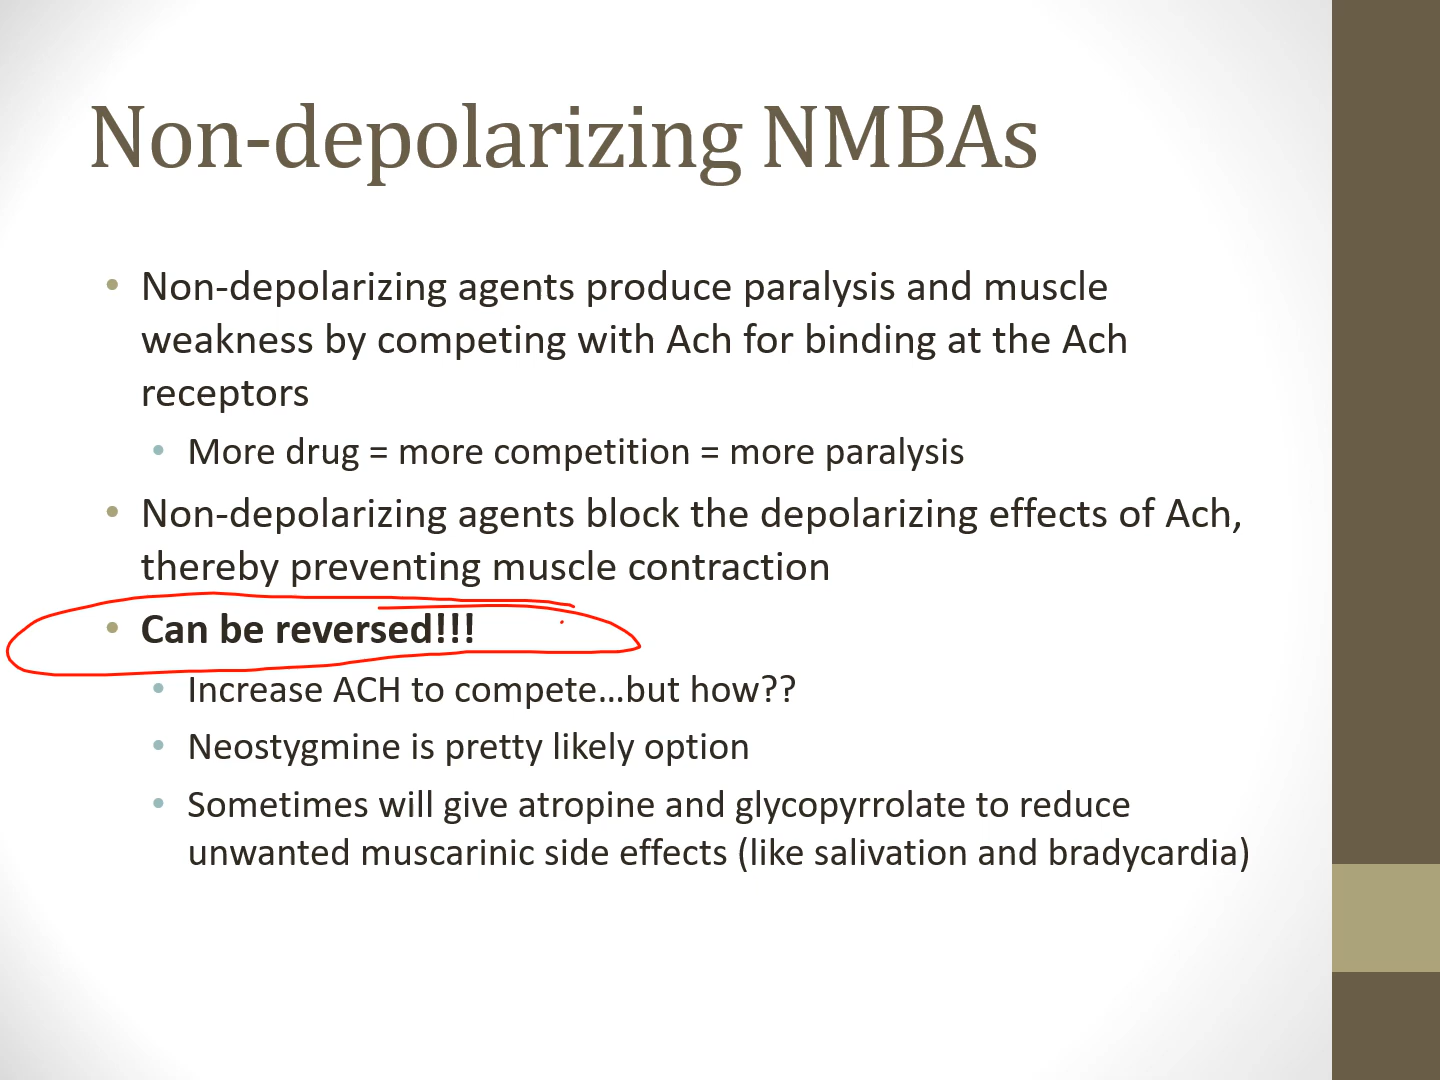 Non-depolarizing NMBAs
• Non-depolarizing agents produce paralysis and muscle
weakness by competing with Ach for binding at the Ach
receptors
• More drug = more competition = more paralysis
• Non-depolarizing agents block the depolarizing effects of Ach,
thereby preventing muscle contraction
• Can be reversed!!!
• Increase ACH to compete…but how??
• Neostygmine is pretty likely option
• Sometimes will give atropine and glycopyrrolate to reduce
unwanted muscarinic side effects (like salivation and bradycardia)